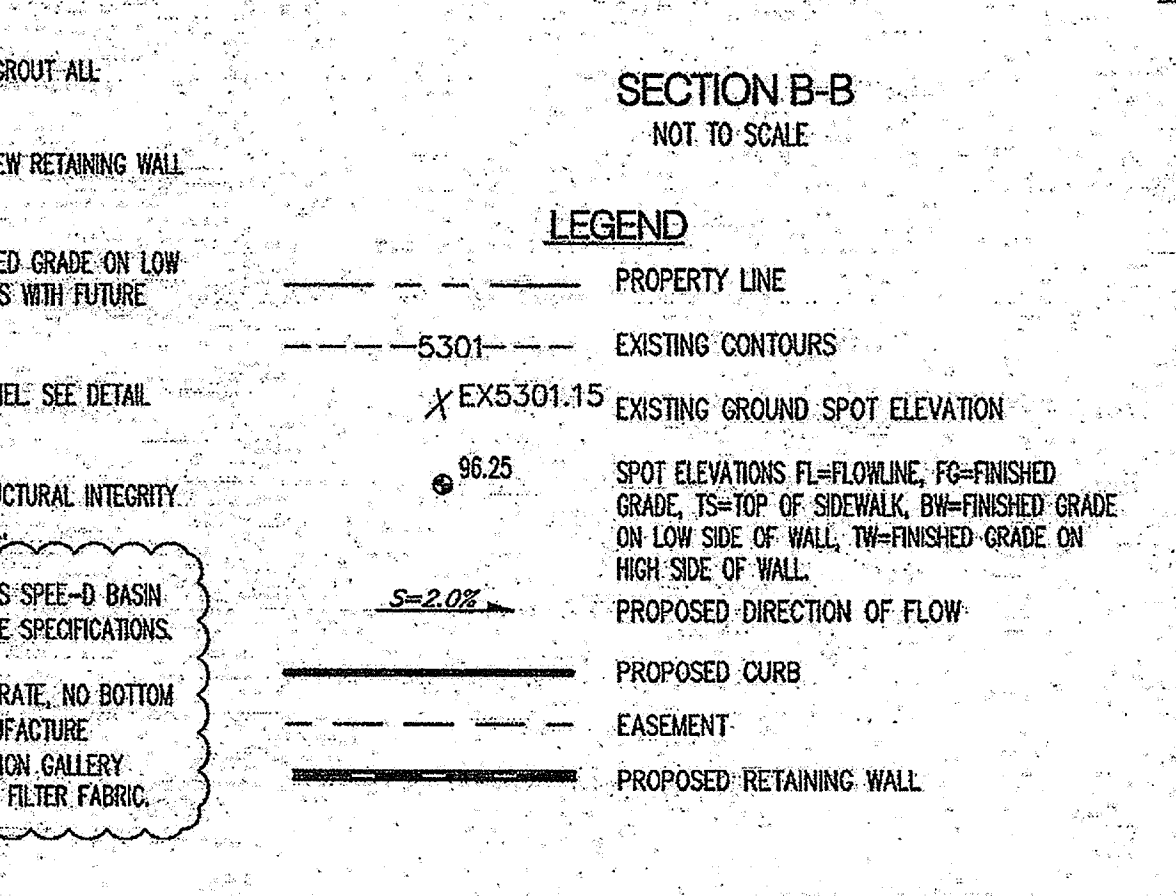 GROUT ALL
EW RETAINING WALL
ED GRADE ON LOW
S WITH FUTURE
NEL. SEE DETAIL
UCTURAL INTEGRITY
S SPEE-D BASIN
E SPECIFICATIONS.
RATE, NO BOTTOM
UFACTURE
ION GALLERY
FILTER FABRIC.
SECTION B-B
NOT TO SCALE
LEGEND
PROPERTY LINE
5301 EXISTING CONTOURS
X EX5301.15 EXISTING GROUND SPOT ELEVATION
96.25 SPOT ELEVATIONS FL=FLOWLINE, FG=FINISHED
GRADE, TS=TOP OF SIDEWALK, BW=FINISHED GRADE
ON LOW SIDE OF WALL, TW=FINISHED GRADE ON
HIGH SIDE OF WALL.
S=2.0% PROPOSED DIRECTION OF FLOW
PROPOSED CURB
EASEMENT
PROPOSED RETAINING WALL